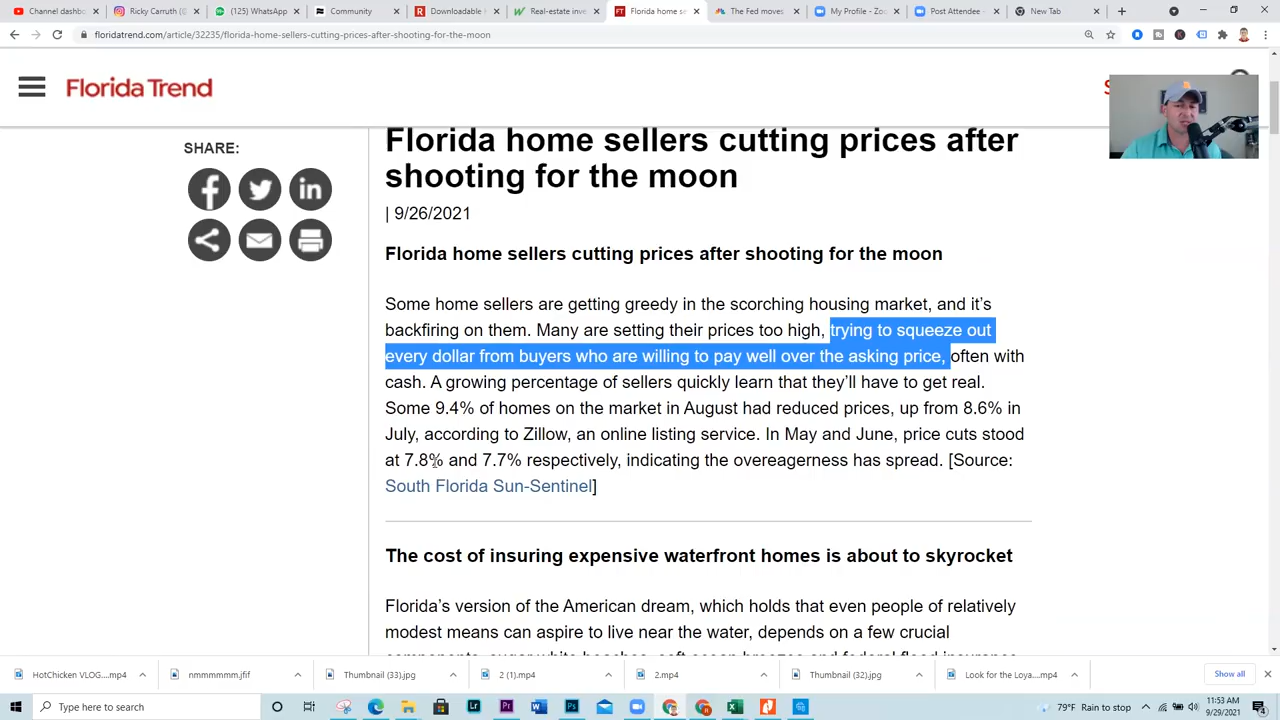 Channel dashbo
Ricky Carruth (
(125) WhatsApp
Community
Downloadable
Real-estate inve
Florida home se
The Fed moves
My Profile - Zoo
Post Attendee -
New Tab
floridatrend.com/article/32235/florida-home-sellers-cutting-prices-after-shooting-for-the-moon
Florida Trend
SHARE:
Florida home sellers cutting prices after
shooting for the moon
| 9/26/2021
Florida home sellers cutting prices after shooting for the moon
Some home sellers are getting greedy in the scorching housing market, and it's
backfiring on them. Many are setting their prices too high, trying to squeeze out
every dollar from buyers who are willing to pay well over the asking price, often with
cash. A growing percentage of sellers quickly learn that they'll have to get real.
Some 9.4% of homes on the market in August had reduced prices, up from 8.6% in
July, according to Zillow, an online listing service. In May and June, price cuts stood
at 7.8% and 7.7% respectively, indicating the overeagerness has spread. [Source:
South Florida Sun-Sentinel]
The cost of insuring expensive waterfront homes is about to skyrocket
Florida's version of the American dream, which holds that even people of relatively
modest means can aspire to live near the water, depends on a few crucial
HotChicken VLOG....mp4
nmmmmmm.jfif
Thumbnail (33).jpg
2 (1).mp4
2.mp4
Thumbnail (32).jpg
Look for the Loya....mp4
Show all
Type here to search
79°F Rain to stop
11:53 AM
9/29/2021